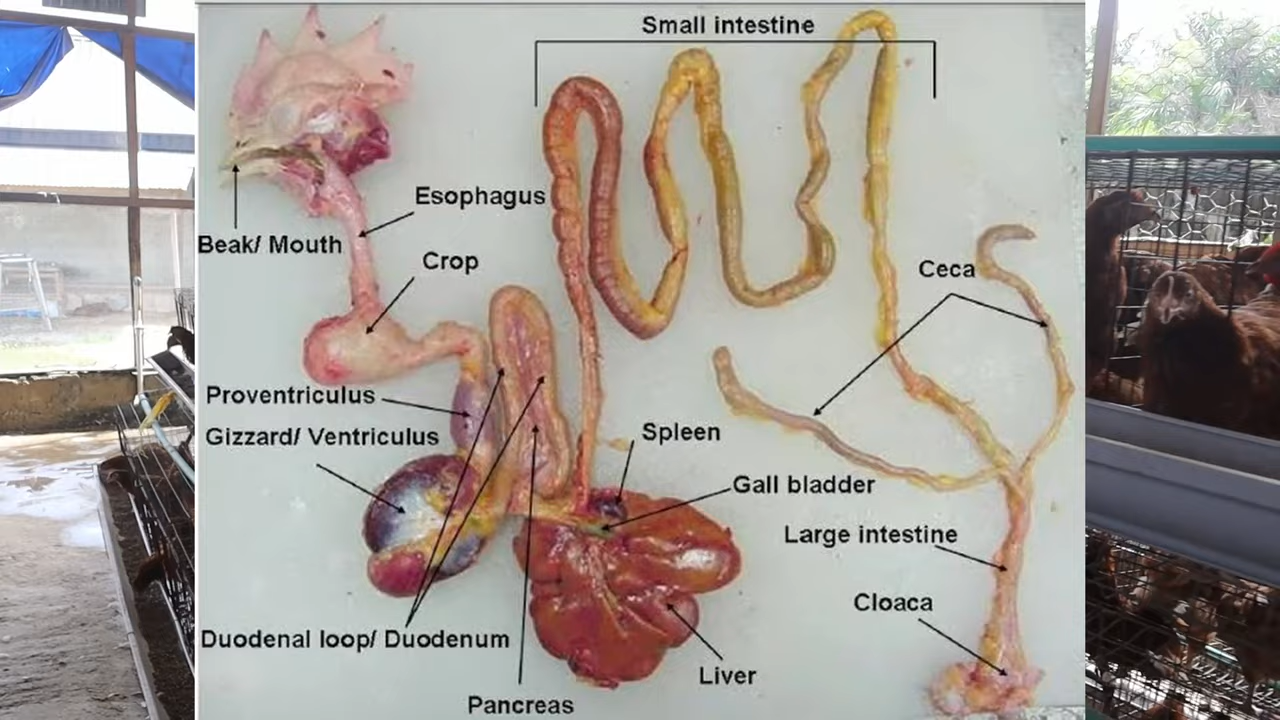 Small intestine
Esophagus
Beak/ Mouth
Crop
Ceca
Proventriculus
Gizzard/ Ventriculus
Spleen
Gall bladder
Large intestine
Cloaca
Duodenal loop/ Duodenum
Liver
Pancreas